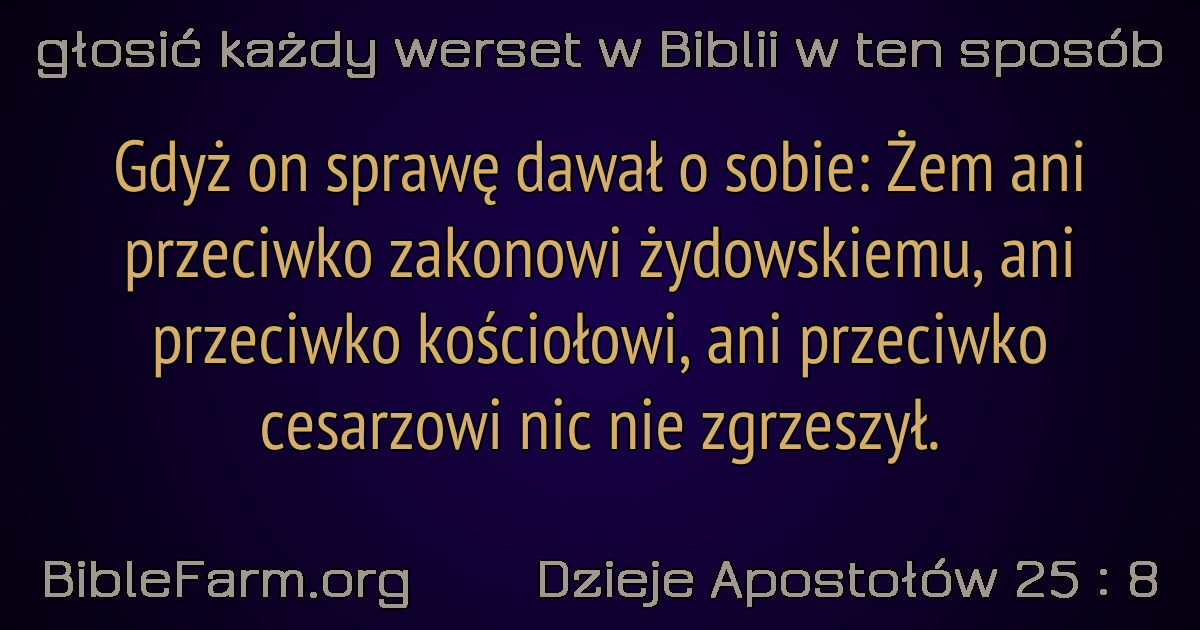 głosić każdy werset w Biblii w ten sposób
Gdyż on sprawę dawał o sobie: Żem ani
przeciwko zakonowi żydowskiemu, ani
przeciwko kościołowi, ani przeciwko
cesarzowi nic nie zgrzeszył.
BibleFarm.org
Dzieje Apostołów 25 : 8